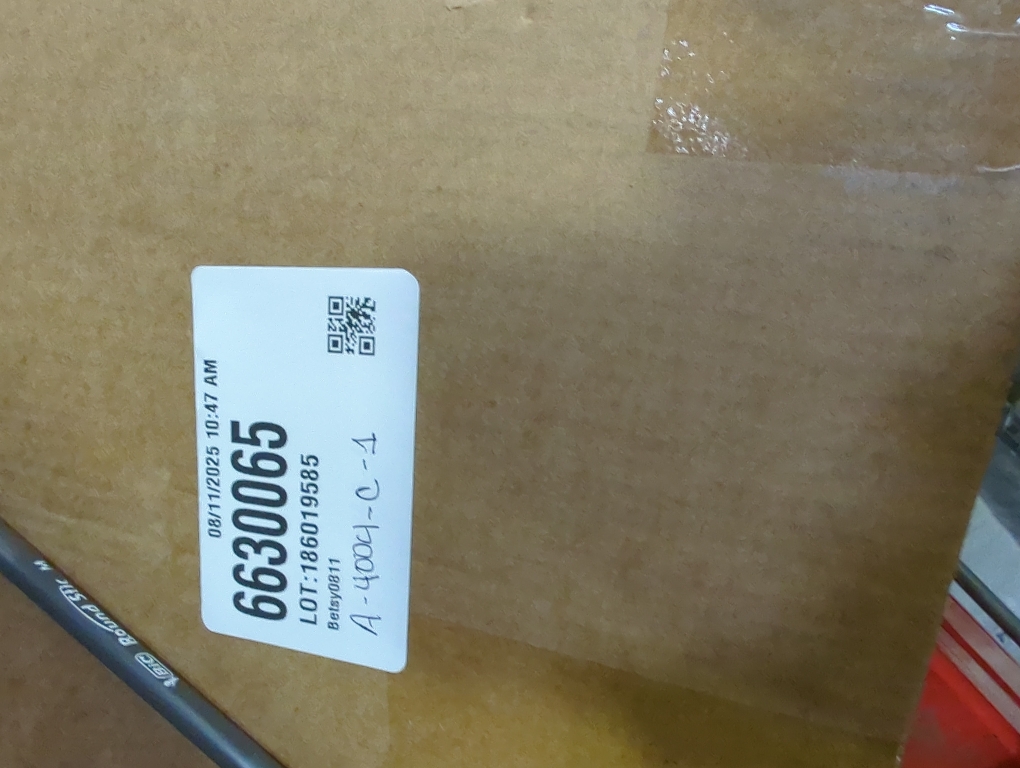 08/11/2025 10:47 AM
6630065
LOT:186019585
Betsy0811
A-4004-C-1
BIC Round Stic M